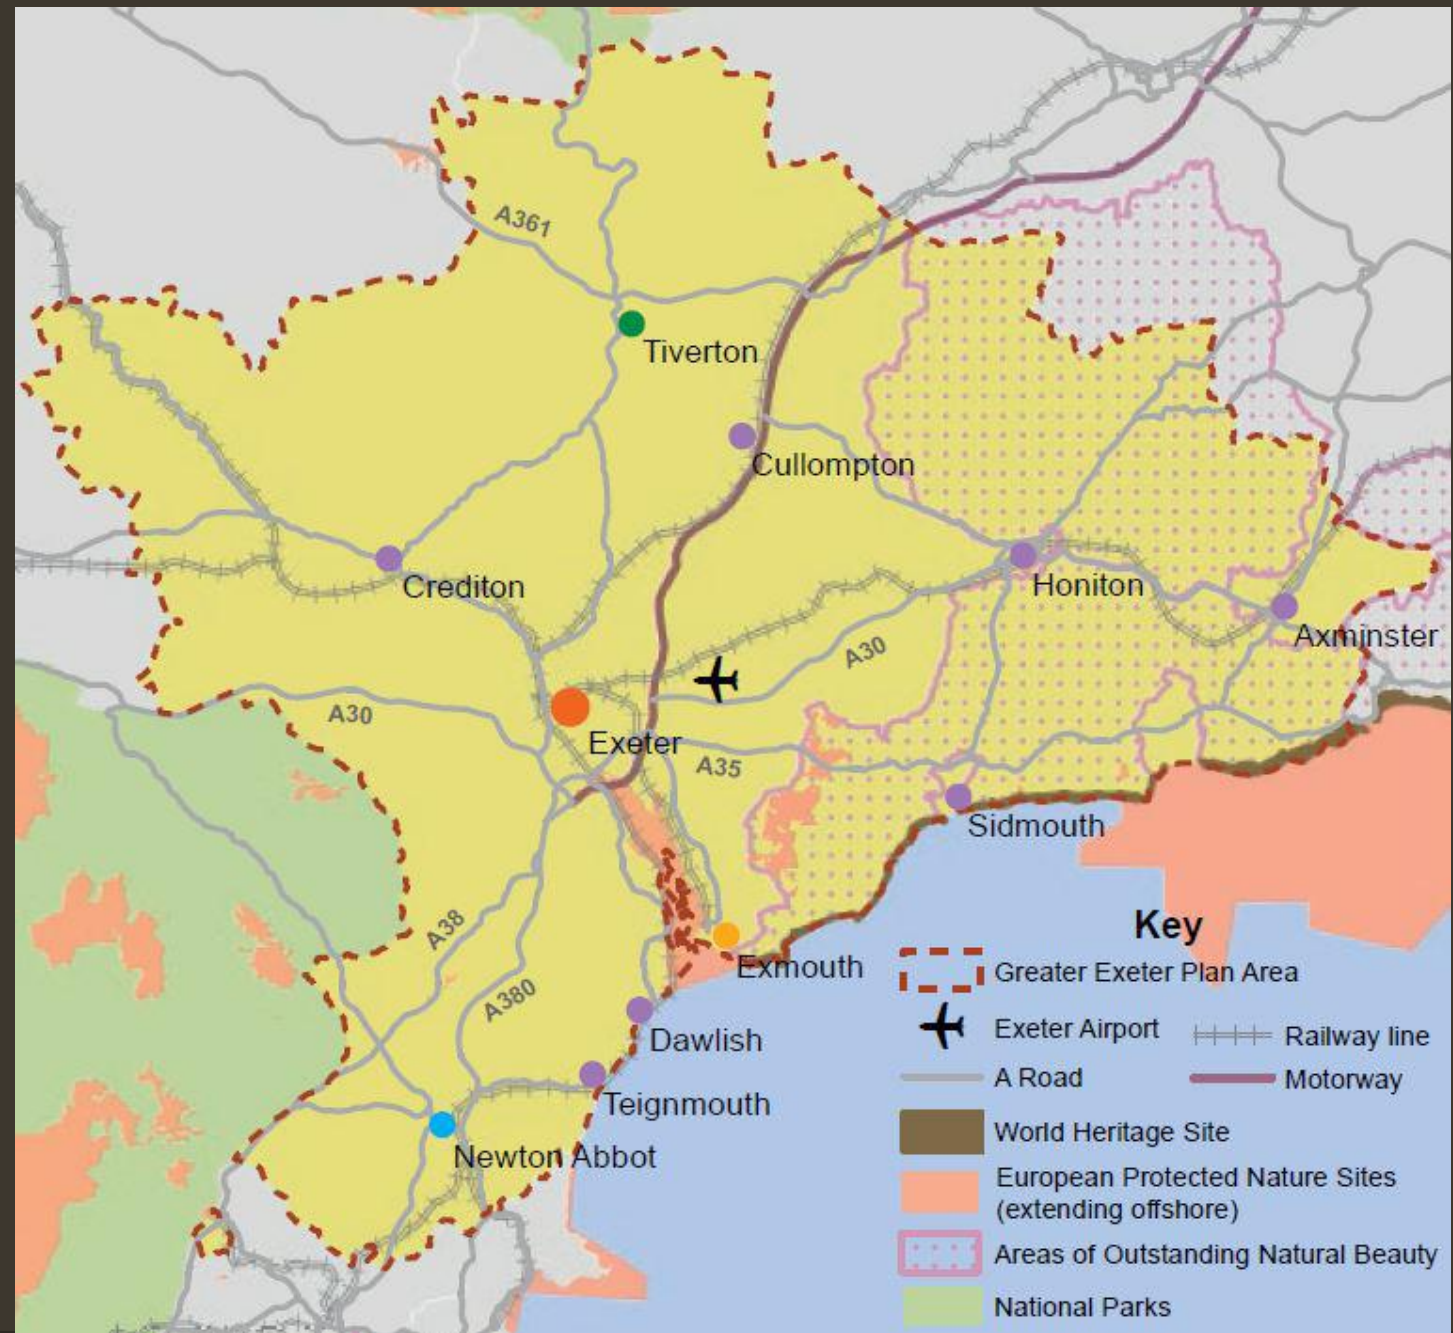 A361
Tiverton
Cullompton
Crediton
Honiton
Axminster
A30
A30
Exeter
A35
Sidmouth
A38
Exmouth
A380
Dawlish
Teignmouth
Newton Abbot
Key
Greater Exeter Plan Area
Exeter Airport
Railway line
A Road
Motorway
World Heritage Site
European Protected Nature Sites
(extending offshore)
Areas of Outstanding Natural Beauty
National Parks